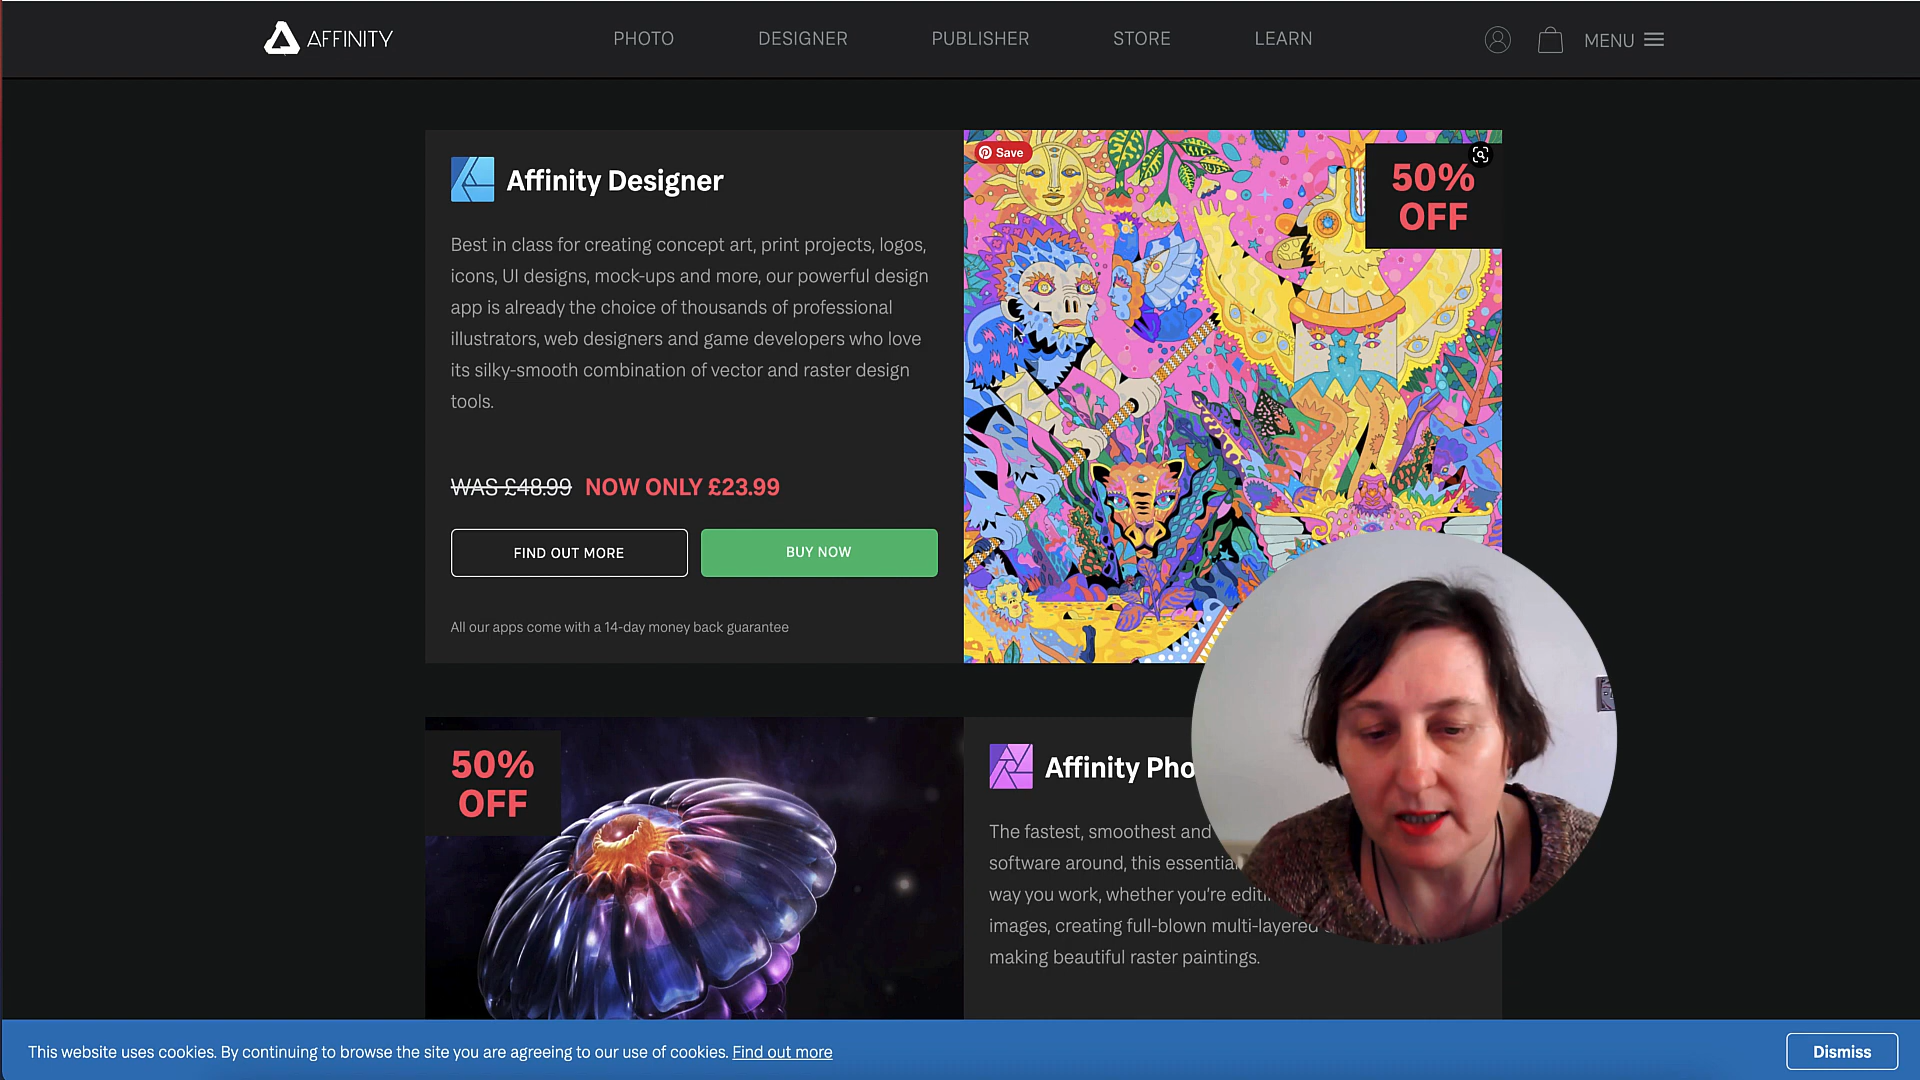 AFFINITY
PHOTO
DESIGNER
PUBLISHER
STORE
LEARN
MENU
Affinity Designer
Best in class for creating concept art, print projects, logos,
icons, UI designs, mock-ups and more, our powerful design
app is already the choice of thousands of professional
illustrators, web designers and game developers who love
its silky-smooth combination of vector and raster design
tools.
WAS £48.99 NOW ONLY £23.99
FIND OUT MORE
BUY NOW
All our apps come with a 14-day money back guarantee
Save
50%
OFF
50%
OFF
Affinity Pho
The fastest, smoothest and
software around, this essential
way you work, whether you're
images, creating full-blown multi-layered
making beautiful raster paintings.
This website uses cookies. By continuing to browse the site you are agreeing to our use of cookies. Find out more
Dismiss